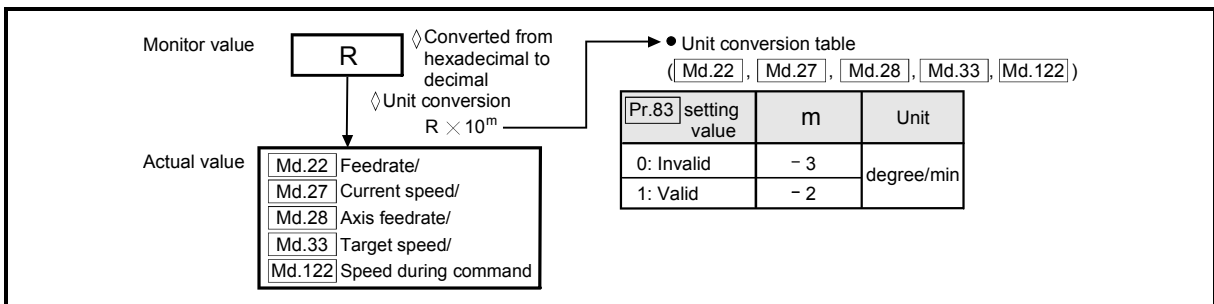 Monitor value
R
◊Converted from
hexadecimal to
decimal
◊Unit conversion
R × 10^m
● Unit conversion table
( Md.22 , Md.27 , Md.28 , Md.33 , Md.122 )
Pr.83 setting value m Unit
0: Invalid − 3 degree/min
1: Valid − 2
Actual value
Md.22 Feedrate/
Md.27 Current speed/
Md.28 Axis feedrate/
Md.33 Target speed/
Md.122 Speed during command